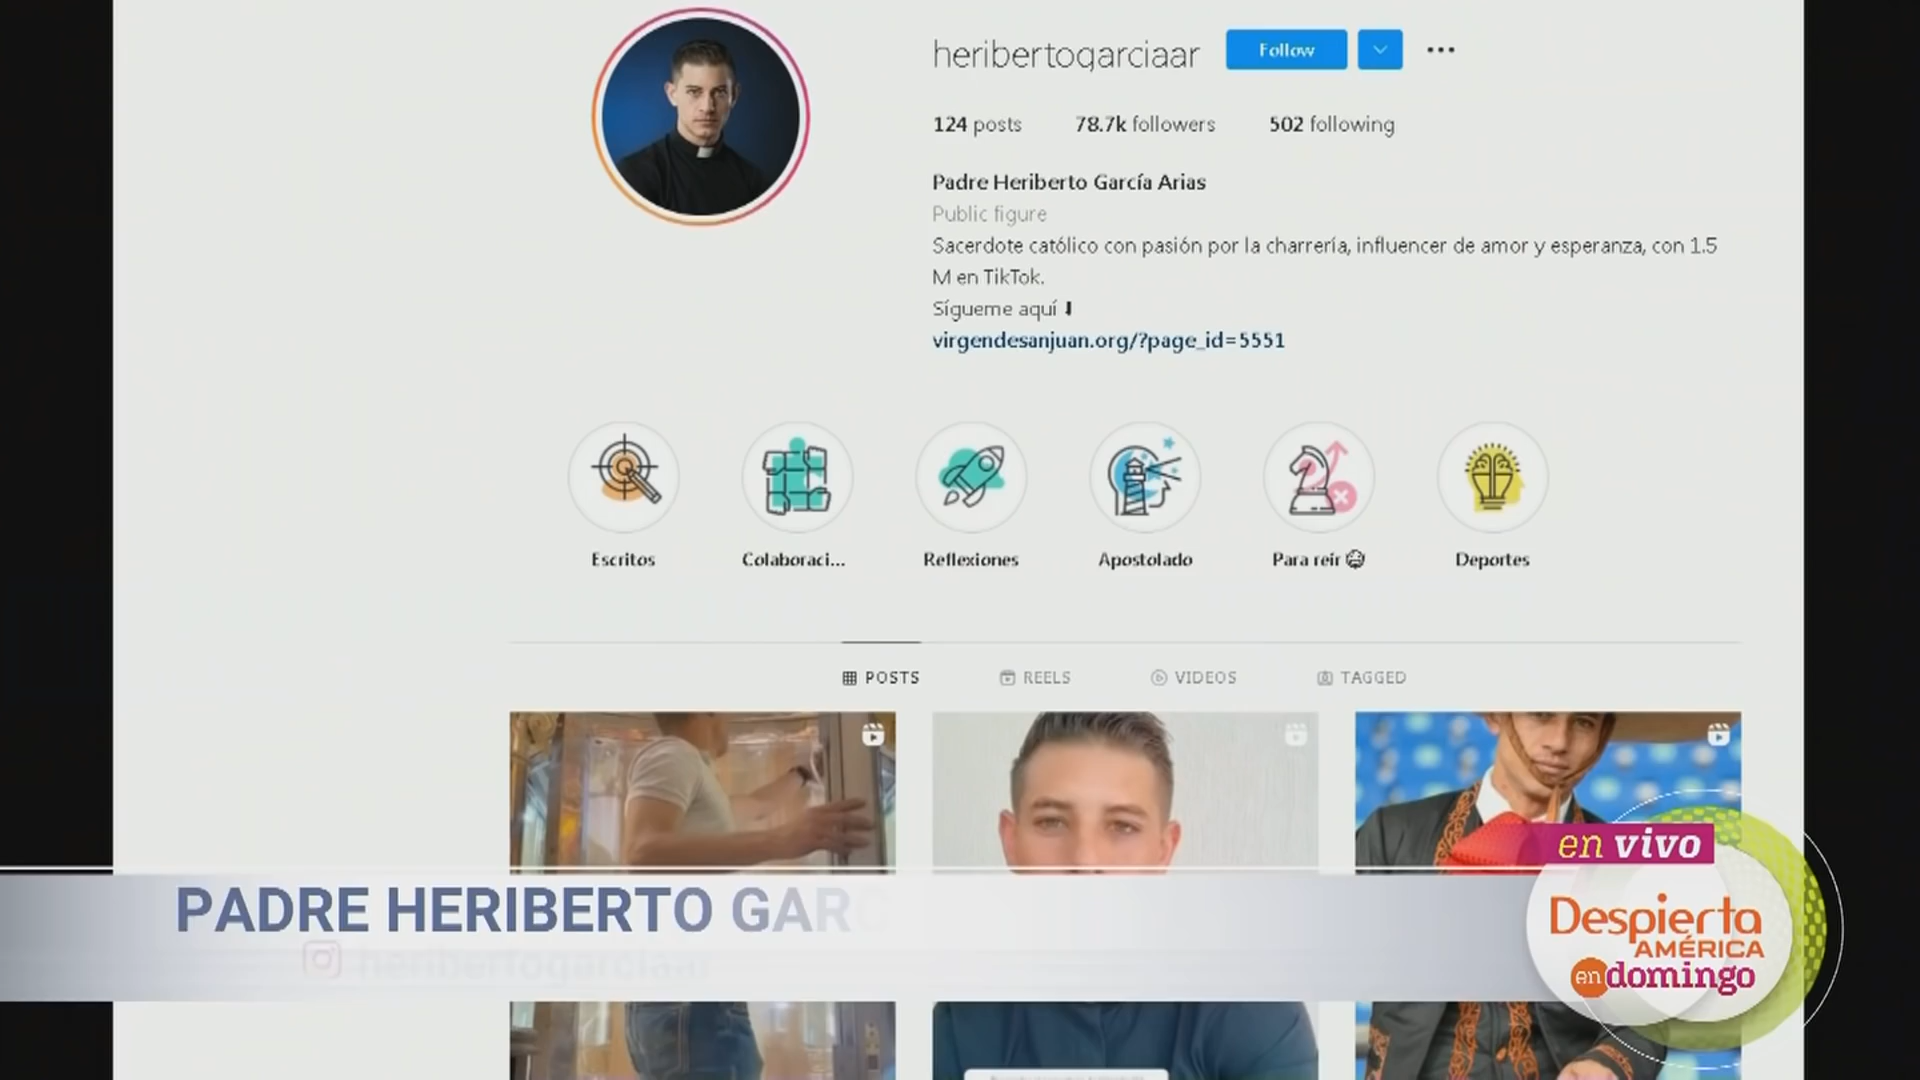 heribertogarciaar
Follow
124 posts 78.7k followers 502 following
Padre Heriberto García Arias
Public figure
Sacerdote católico con pasión por la charrería, influencer de amor y esperanza, con 1.5
M en TikTok.
Sígueme aquí ⬇
virgendesanjuan.org/?page_id=5551
Escritos Colaboraci... Reflexiones Apostolado Para reír 😂 Deportes
POSTS REELS VIDEOS TAGGED
en vivo
PADRE HERIBERTO GARC
heribertogarciaar
Despierta
AMÉRICA
en domingo